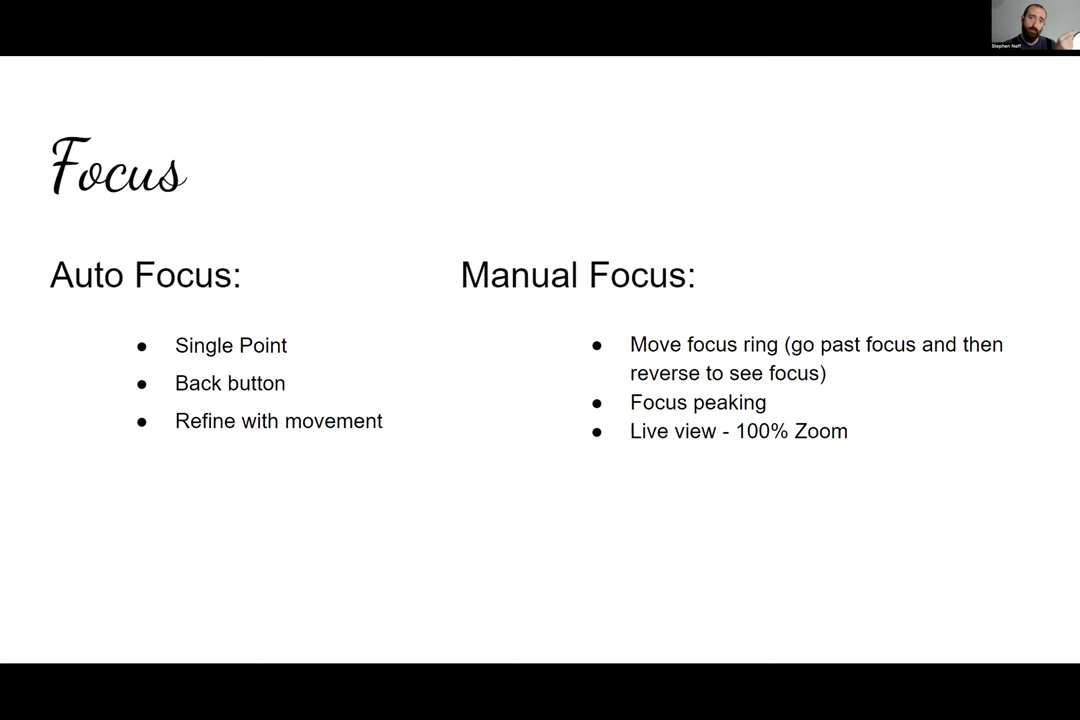 Stephen Neff
Focus
Auto Focus:
● Single Point
● Back button
● Refine with movement
Manual Focus:
● Move focus ring (go past focus and then
reverse to see focus)
● Focus peaking
● Live view - 100% Zoom